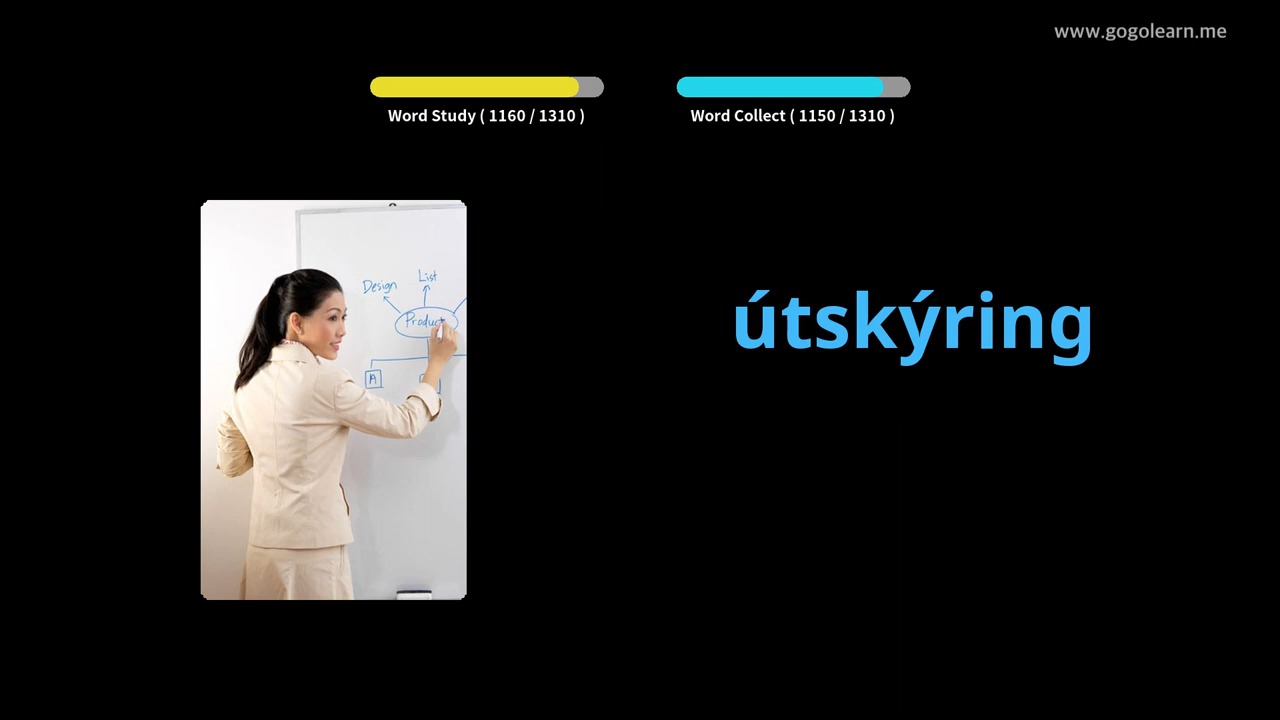 www.gogolearn.me
Word Study ( 1160 / 1310 )
Word Collect ( 1150 / 1310 )
Design
List
Product
A
útskýring